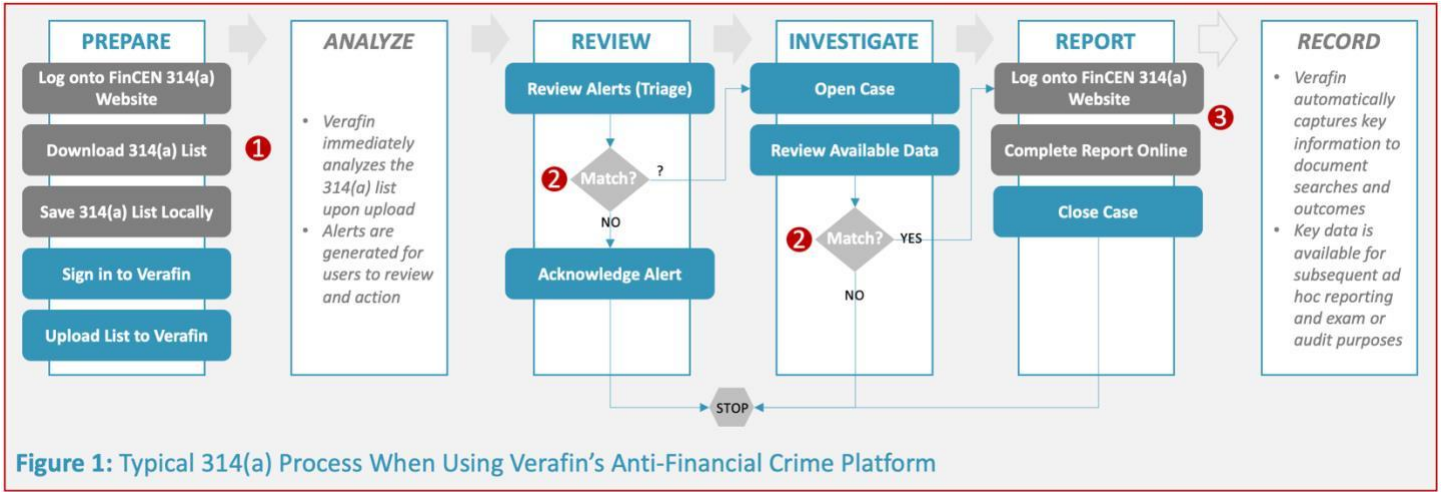 PREPARE
Log onto FinCEN 314(a)
Website
Download 314(a) List
1
Save 314(a) List Locally
Sign in to Verafin
Upload List to Verafin
ANALYZE
• Verafin
immediately
analyzes the
314(a) list
upon upload
• Alerts are
generated for
users to review
and action
REVIEW
Review Alerts (Triage)
2
Match?
?
NO
Acknowledge Alert
INVESTIGATE
Open Case
Review Available Data
2
Match?
YES
NO
REPORT
Log onto FinCEN 314(a)
Website
3
Complete Report Online
Close Case
RECORD
• Verafin
automatically
captures key
information to
document
searches and
outcomes
• Key data is
available for
subsequent ad
hoc reporting
and exam or
audit purposes
STOP
Figure 1: Typical 314(a) Process When Using Verafin's Anti-Financial Crime Platform